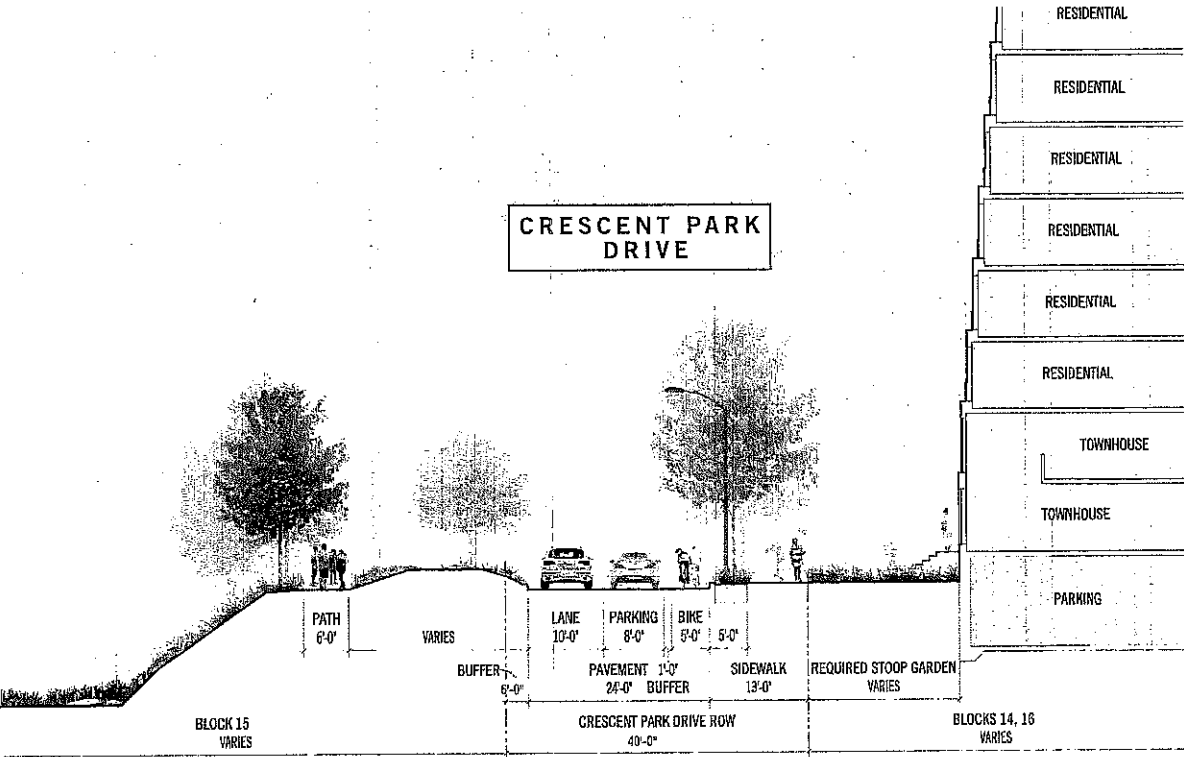 RESIDENTIAL
RESIDENTIAL
RESIDENTIAL
CRESCENT PARK
DRIVE
RESIDENTIAL
RESIDENTIAL
RESIDENTIAL
TOWNHOUSE
TOWNHOUSE
PARKING
PATH
6'-0"
VARIES
LANE
10'-0"
PARKING
8'-0"
BIKE
5'-0"
5'-0"
BUFFER
PAVEMENT
24'-0"
1'-0"
BUFFER
SIDEWALK
13'-0"
REQUIRED STOOP GARDEN
VARIES
BLOCK 15
VARIES
CRESCENT PARK DRIVE ROW
40'-0"
BLOCKS 14, 16
VARIES